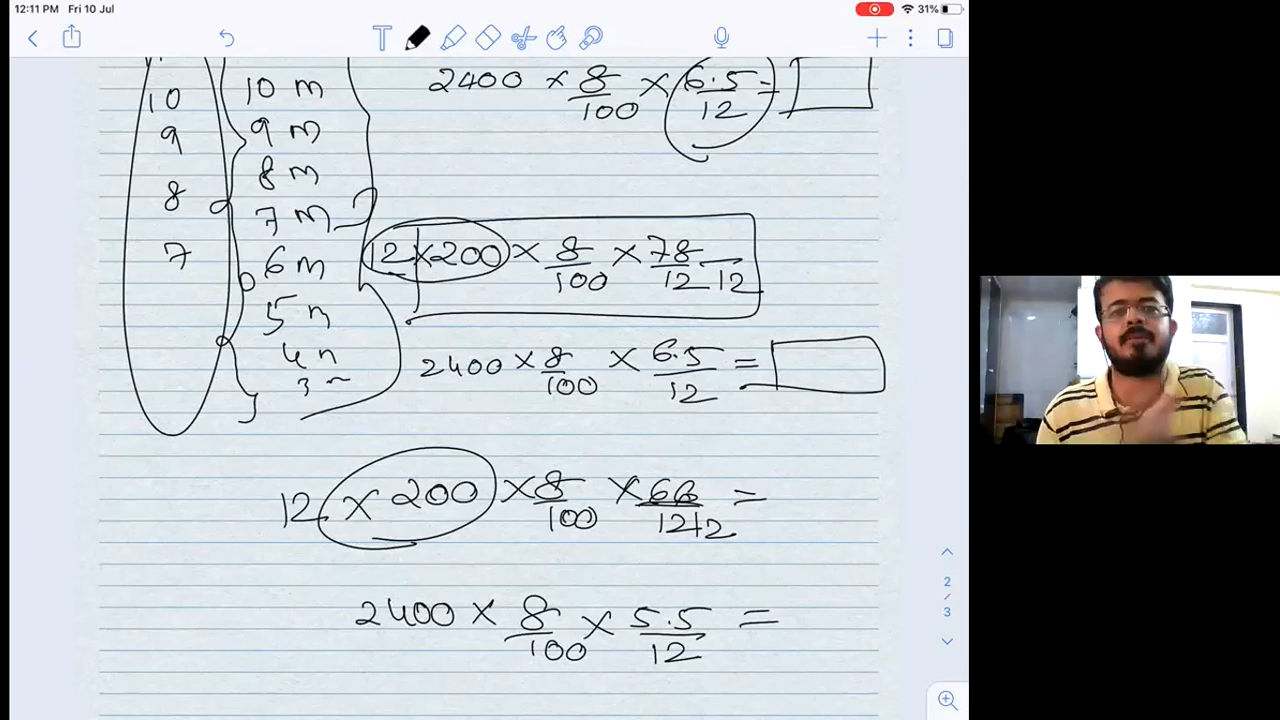 12:11 PM Fri 10 Jul
31%
T
10
9
8
7
10 m
9 m
8 m
7 m
6 m
5 m
4 m
3 m
2400 × 8/100 × 6.5/12 =
12 × 200 × 8/100 × 78/12 12
2400 × 8/100 × 6.5/12 =
12 × 200 × 8/100 × 66/12 12 =
2400 × 8/100 × 5.5/12 =
2
/
3